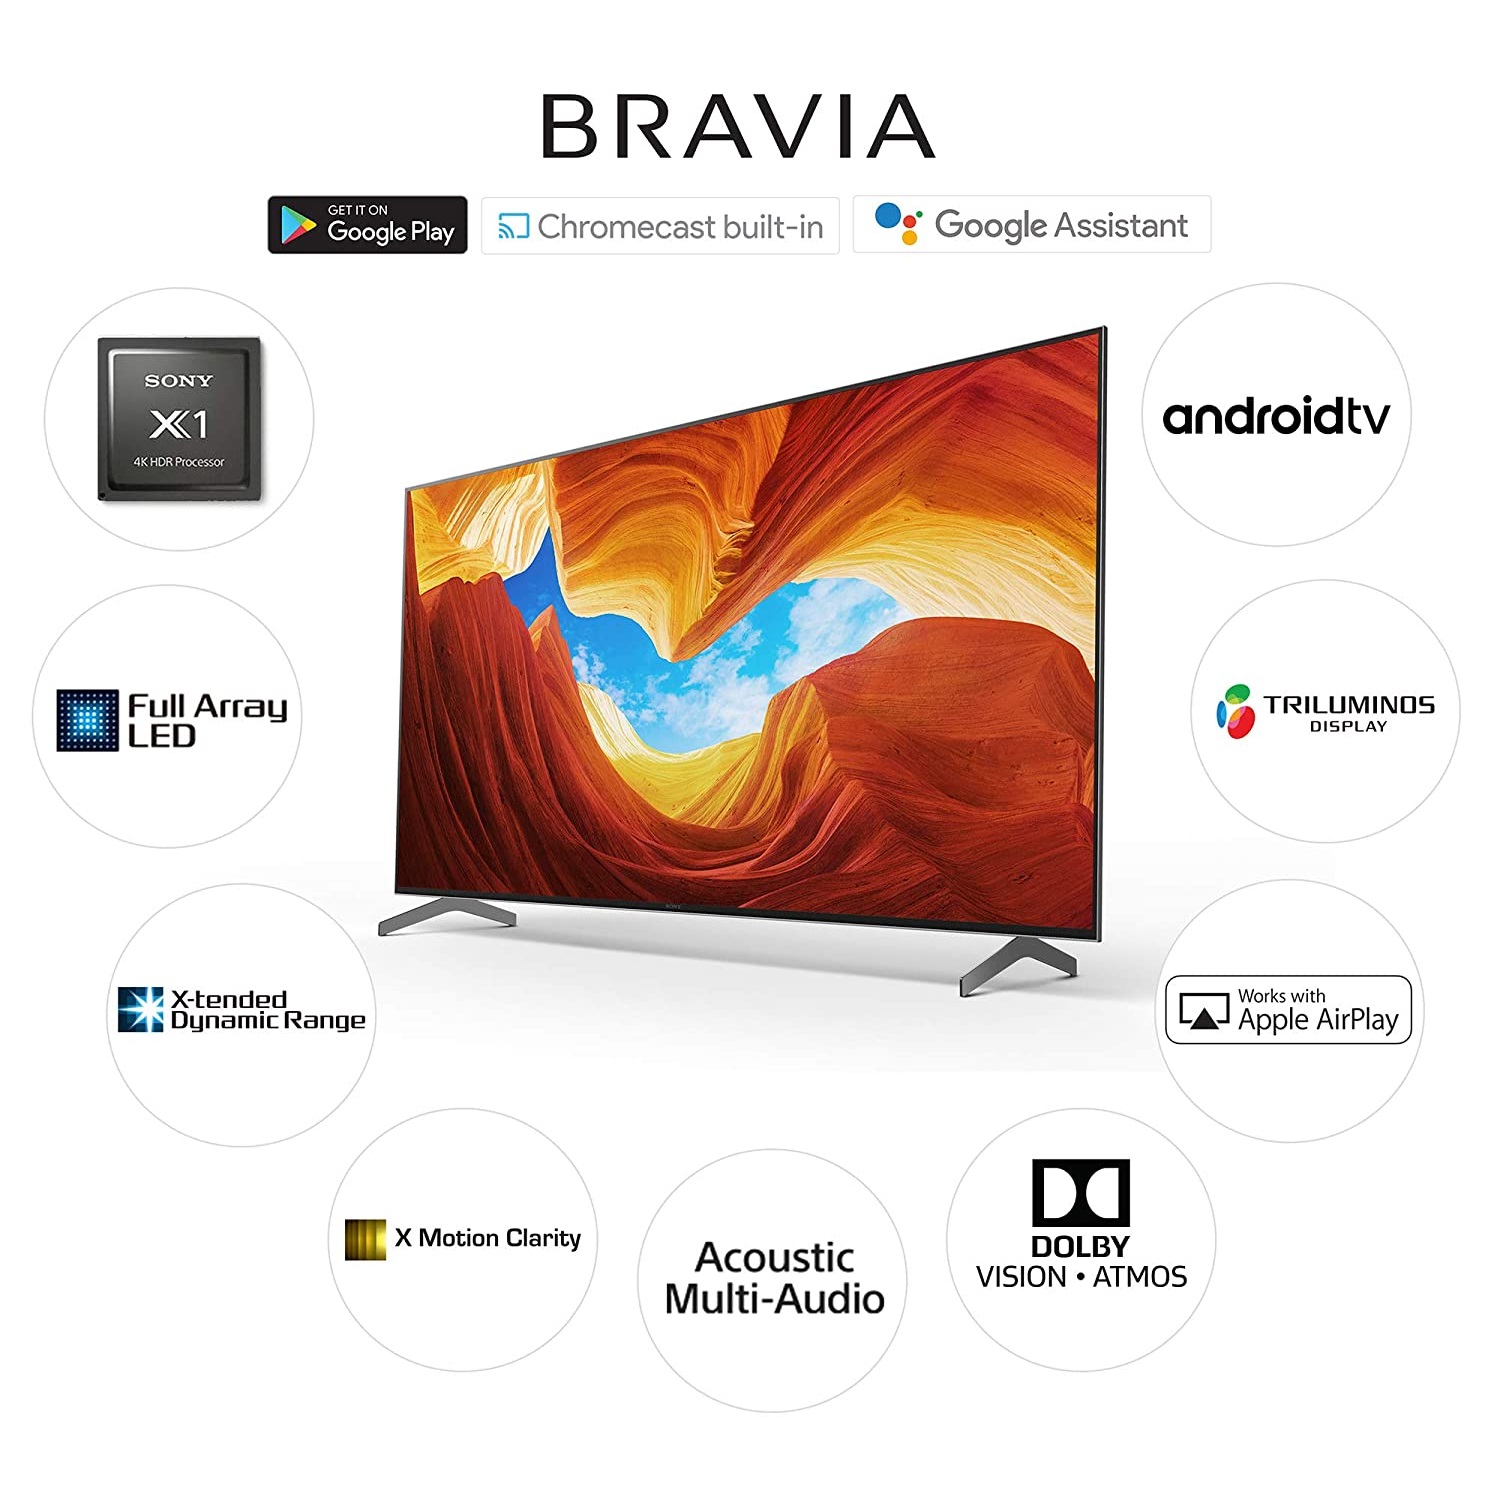 BRAVIA
GET IT ON
Google Play
Chromecast built-in
Google Assistant
SONY
X1
4K HDR Processor
androidtv
Full Array
LED
TRILUMINOS
DISPLAY
X-tended
Dynamic Range
Works with
Apple AirPlay
X Motion Clarity
Acoustic
Multi-Audio
DOLBY
VISION • ATMOS
SONY